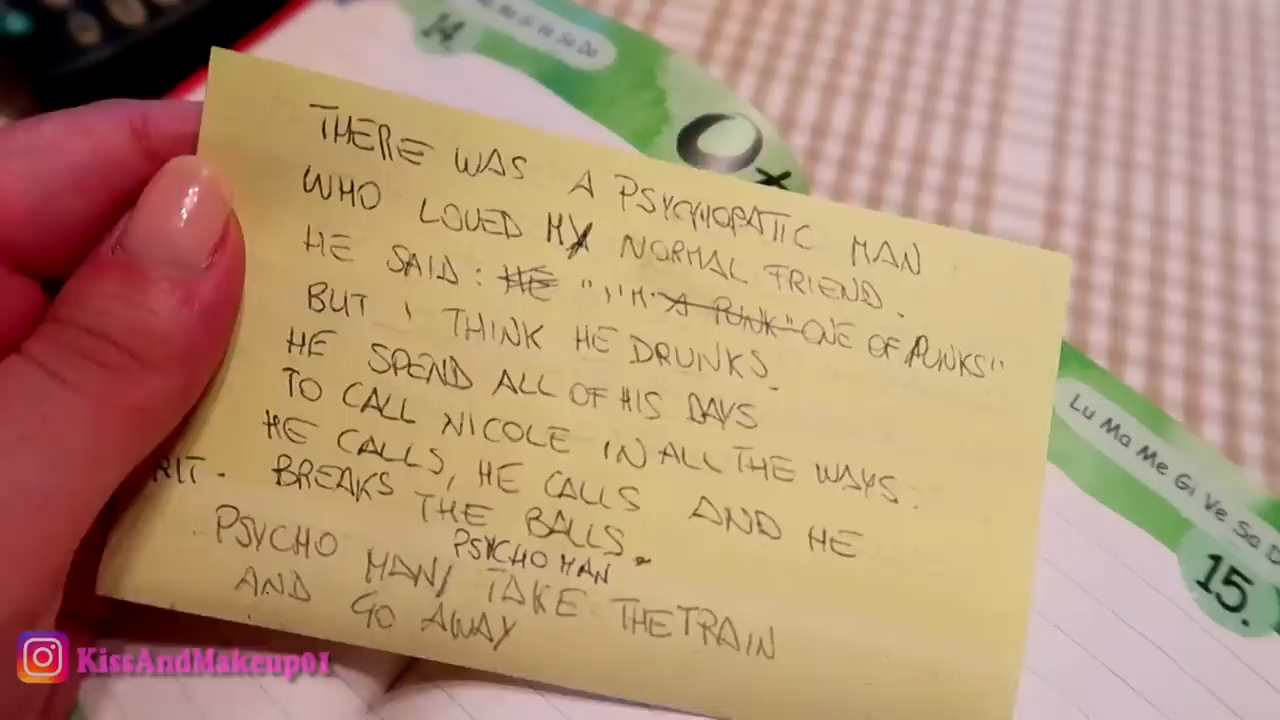 14.
Lu Ma Me Gi Ve Sa Do
THERE WAS A PSYCHOPATIC MAN
WHO LOVED MY NORMAL FRIEND.
HE SAID: HE "I'M A PUNK" ONE OF PUNKS"
BUT I THINK HE DRUNKS.
HE SPEND ALL OF HIS DAYS
TO CALL NICOLE IN ALL THE WAYS.
HE CALLS, HE CALLS AND HE
RIT - BREAKS THE BALLS.
PSYCHO MAN
PSYCHO MAN, TAKE THE TRAIN
AND GO AWAY
15.
KissAndMakeup01